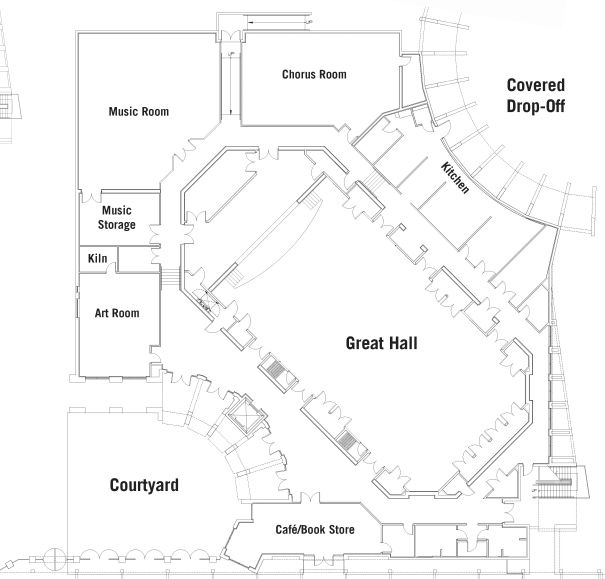 Chorus Room
Covered
Drop-Off
Music Room
Kitchen
Music
Storage
Kiln
Art Room
Great Hall
Courtyard
Café/Book Store